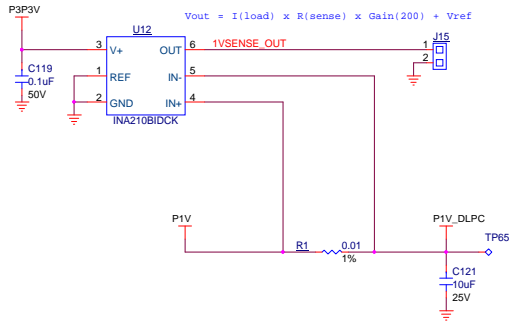 P3P3V
Vout = I(load) x R(sense) x Gain(200) + Vref
U12
3 V+ OUT 6
1VSENSE_OUT
J15
1
2
C119
0.1uF
50V
1 REF IN- 5
2 GND IN+ 4
INA210BIDCK
P1V
P1V_DLPC
TP65
R1 0.01
1%
C121
10uF
25V